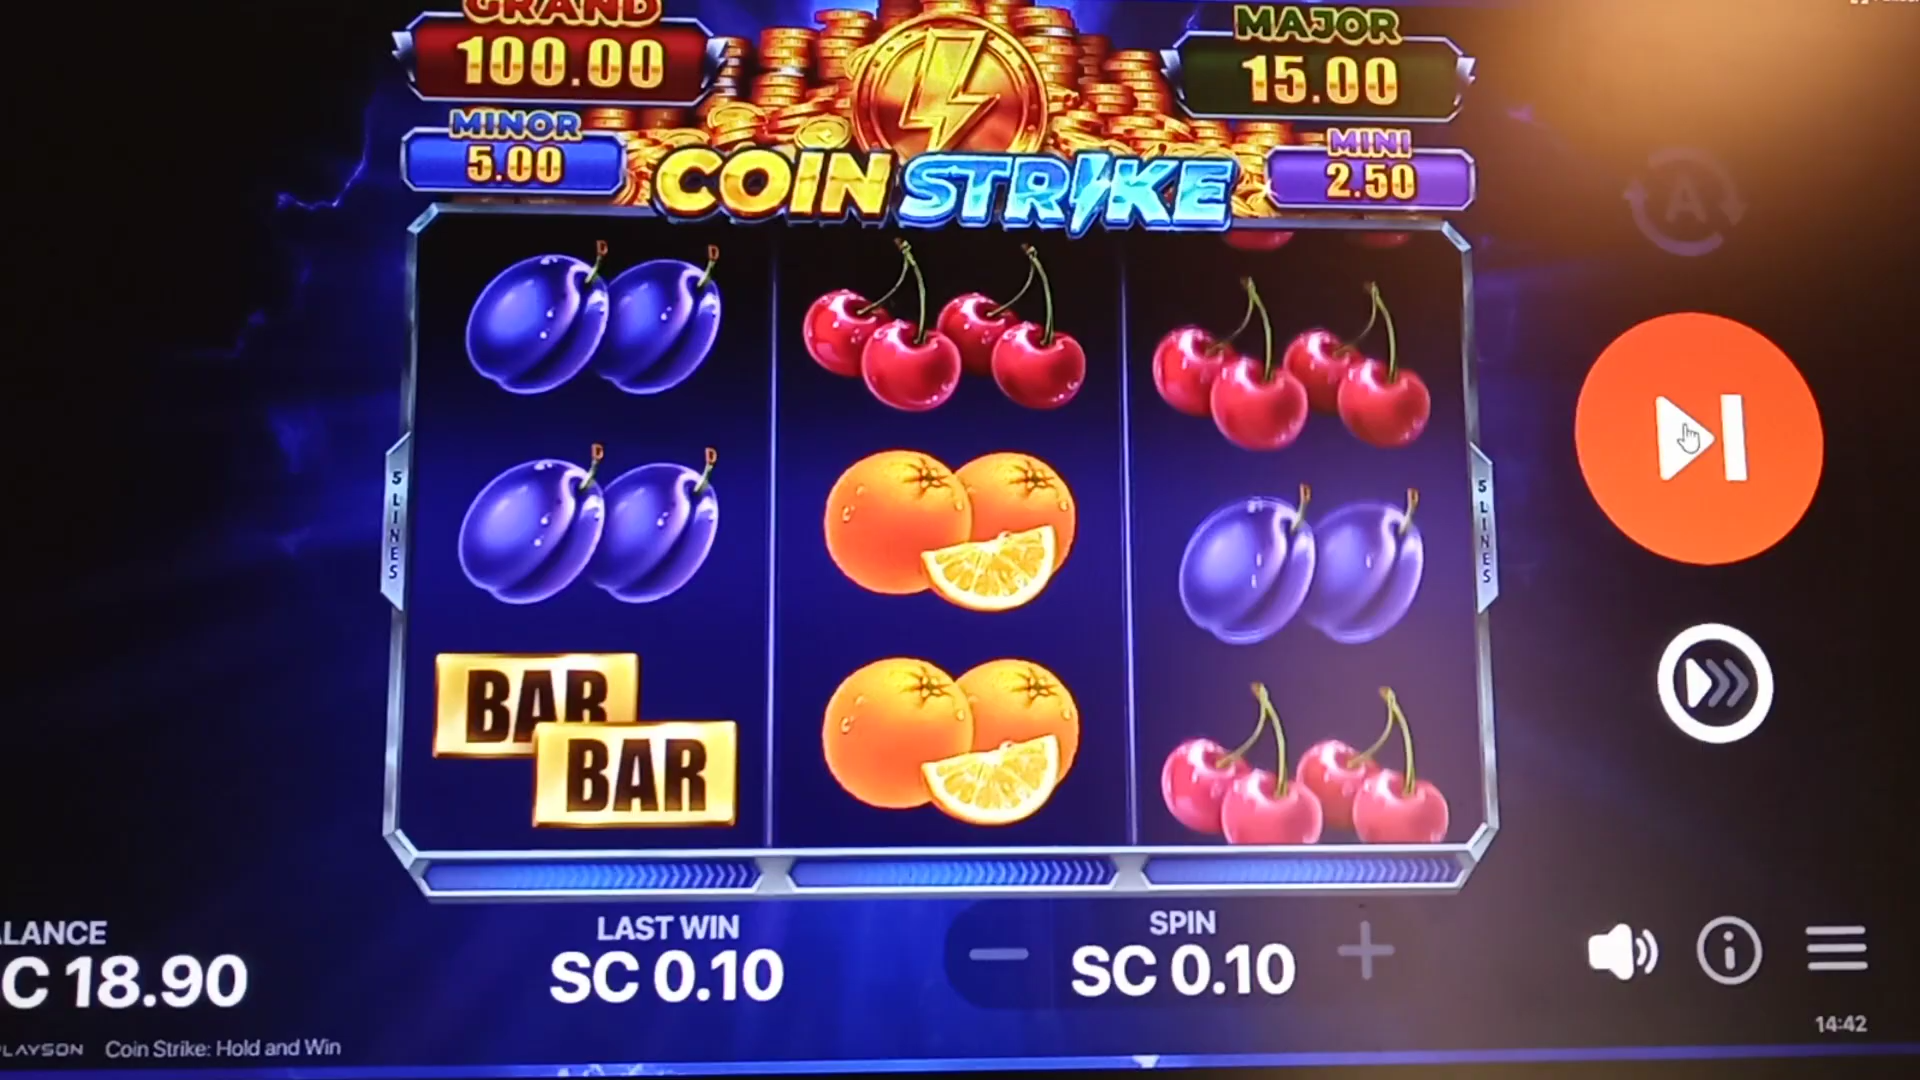 GRAND
100.00
MAJOR
15.00
MINOR
5.00
MINI
2.50
COIN STRIKE
5 LINES
5 LINES
BAR
BAR
A
LANCE
C 18.90
LAST WIN
SC 0.10
SPIN
SC 0.10
14:42
LAYSON
Coin Strike: Hold and Win